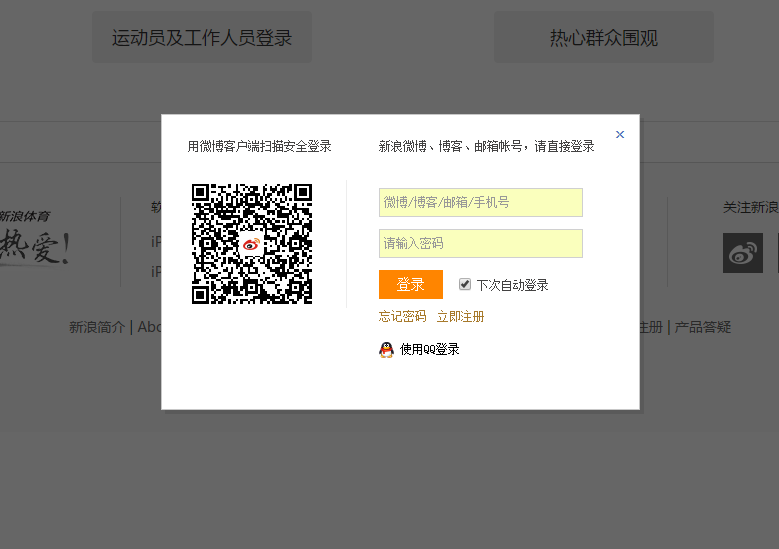 运动员及工作人员登录
热心群众围观
用微博客户端扫描安全登录
新浪微博、博客、邮箱帐号，请直接登录
×
微博/博客/邮箱/手机号
请输入密码
登录
下次自动登录
忘记密码 立即注册
使用QQ登录
新浪体育
热爱!
软
iP
iP
关注新浪
新浪简介 | Abo
注册 | 产品答疑